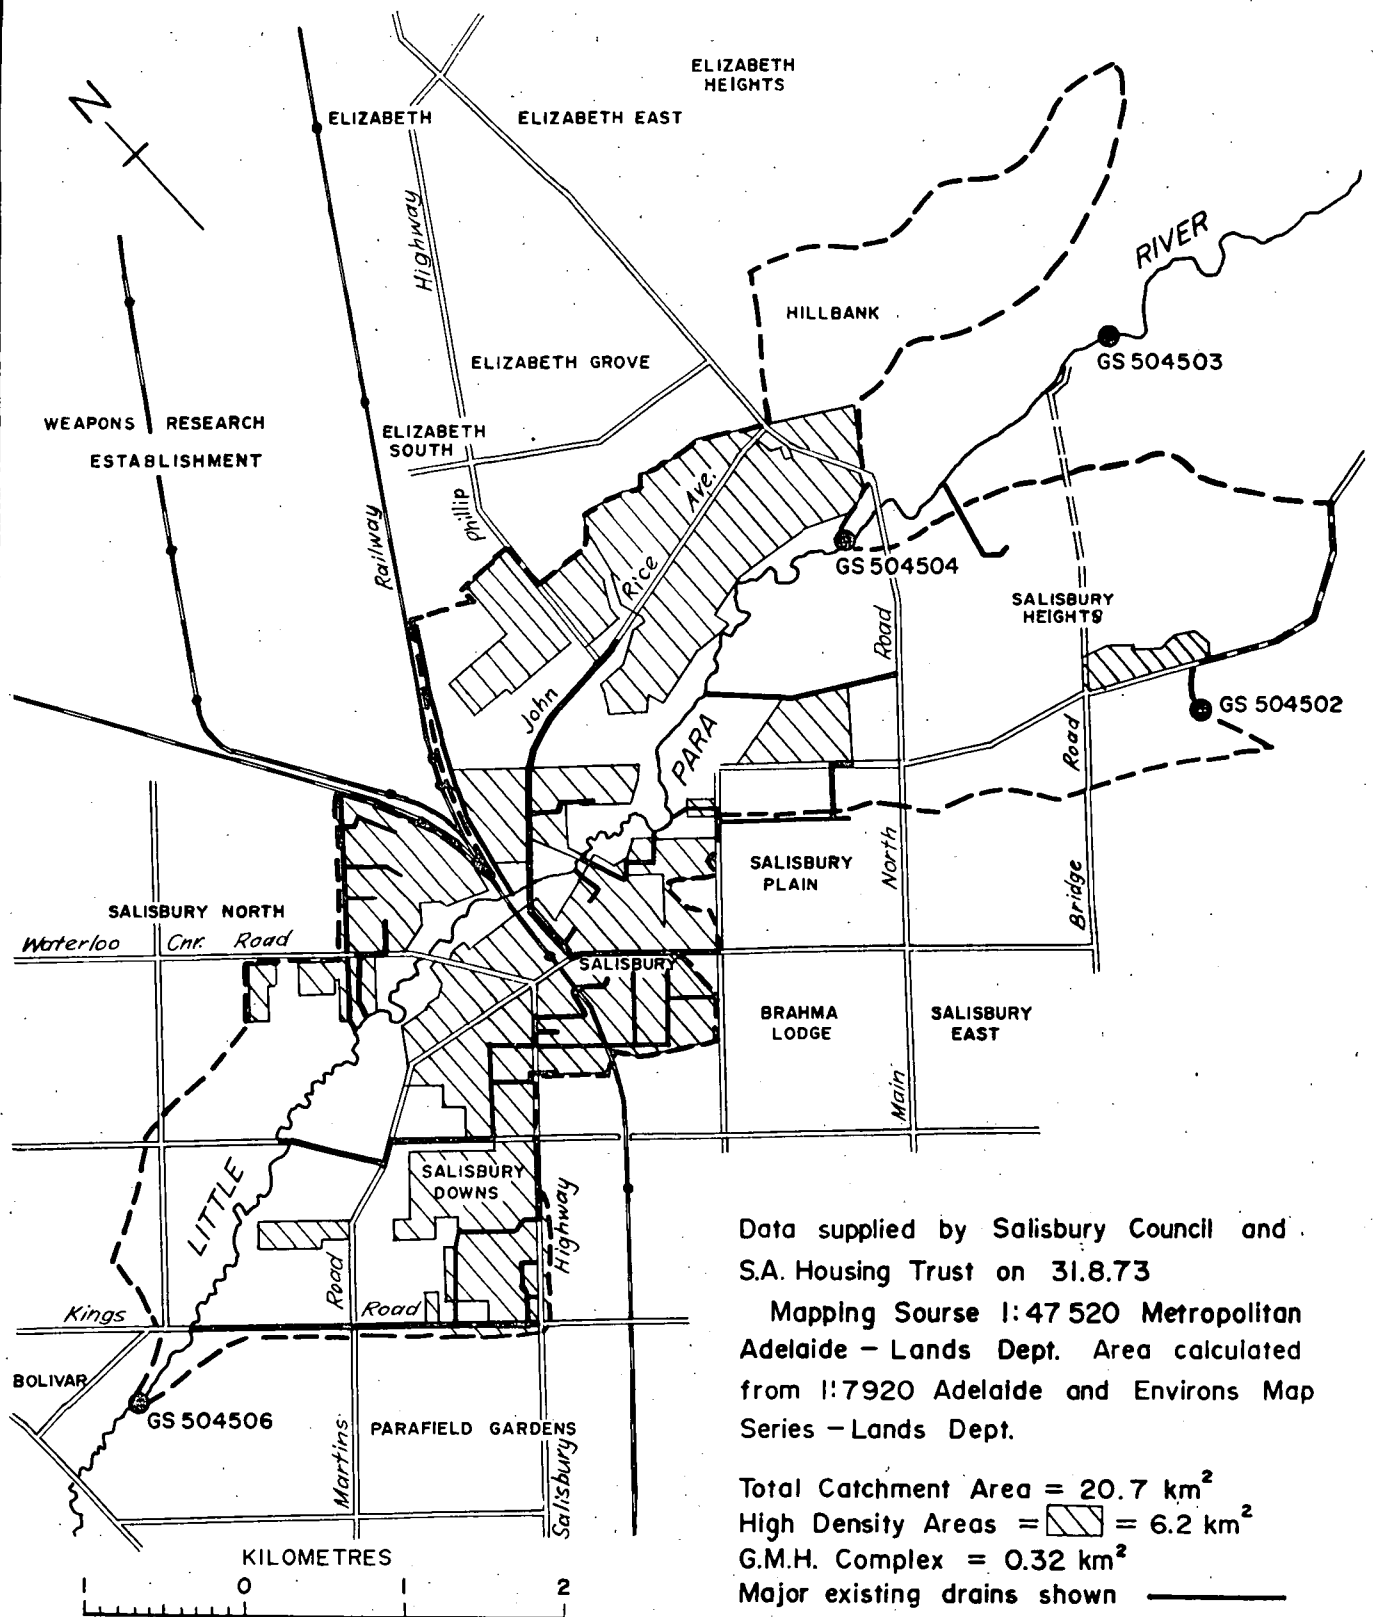 N
ELIZABETH
HEIGHTS
ELIZABETH
ELIZABETH EAST
Highway
RIVER
HILLBANK
GS 504503
ELIZABETH GROVE
WEAPONS RESEARCH
ESTABLISHMENT
ELIZABETH
SOUTH
Ave.
Phillip
Railway
GS 504504
Rice
SALISBURY
HEIGHTS
Road
John
GS 504502
PARA
Road
SALISBURY
PLAIN
North
Bridge
SALISBURY NORTH
Waterloo Cnr. Road
SALISBURY
BRAHMA
LODGE
SALISBURY
EAST
Main
SALISBURY
DOWNS
LITTLE
Highway
Road
Kings
Road
BOLIVAR
GS 504506
PARAFIELD GARDENS
Martins
Salisbury
Data supplied by Salisbury Council and
S.A. Housing Trust on 31.8.73
Mapping Sourse 1:47 520 Metropolitan
Adelaide – Lands Dept. Area calculated
from 1:7920 Adelaide and Environs Map
Series – Lands Dept.
Total Catchment Area = 20.7 km²
High Density Areas = = 6.2 km²
G.M.H. Complex = 0.32 km²
Major existing drains shown
KILOMETRES
1 0 1 2